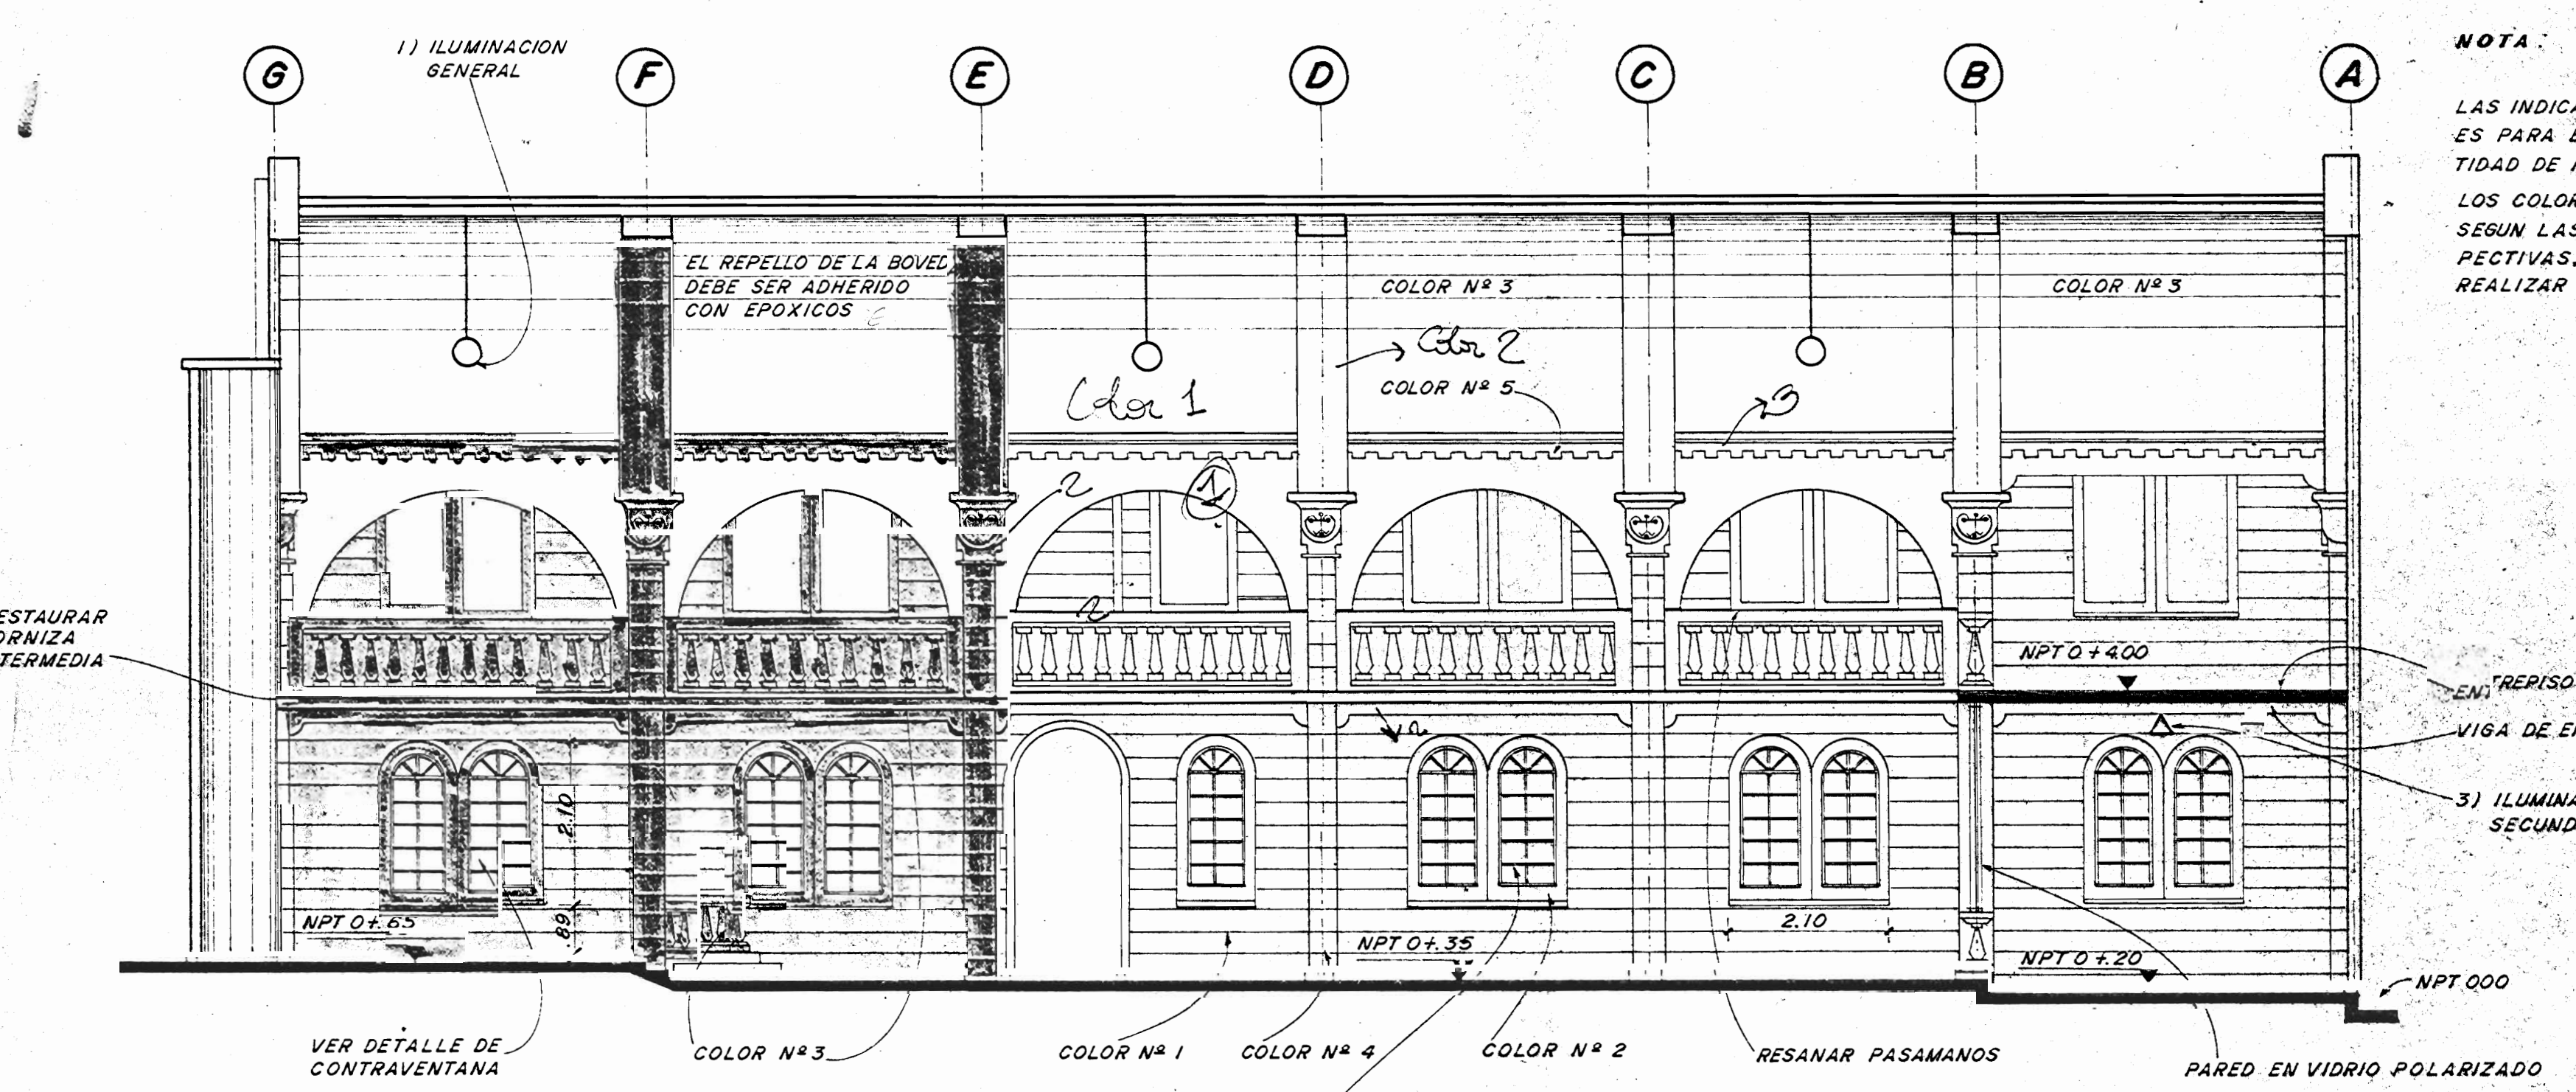 G
F
E
D
C
B
A
1) ILUMINACION
GENERAL
NOTA:
LAS INDICA
ES PARA
TIDAD DE
LOS COLOR
SEGUN LAS
PECTIVAS.
REALIZAR
EL REPELLO DE LA BOVED
DEBE SER ADHERIDO
CON EPOXICOS
COLOR Nº 3
COLOR Nº 3
Color 2
COLOR Nº 5
Color 1
3
1
2
2
2
ESTAURAR
ORNIZA
TERMEDIA
NPT 0+4.00
ENTREPISO
VIGA DE E
3) ILUMINA
SECUND
2.10
.89
NPT 0+.65
2.10
NPT 0+.35
NPT 0+.20
NPT 000
VER DETALLE DE
CONTRAVENTANA
COLOR Nº 3
COLOR Nº 1
COLOR Nº 4
COLOR Nº 2
RESANAR PASAMANOS
PARED EN VIDRIO POLARIZADO